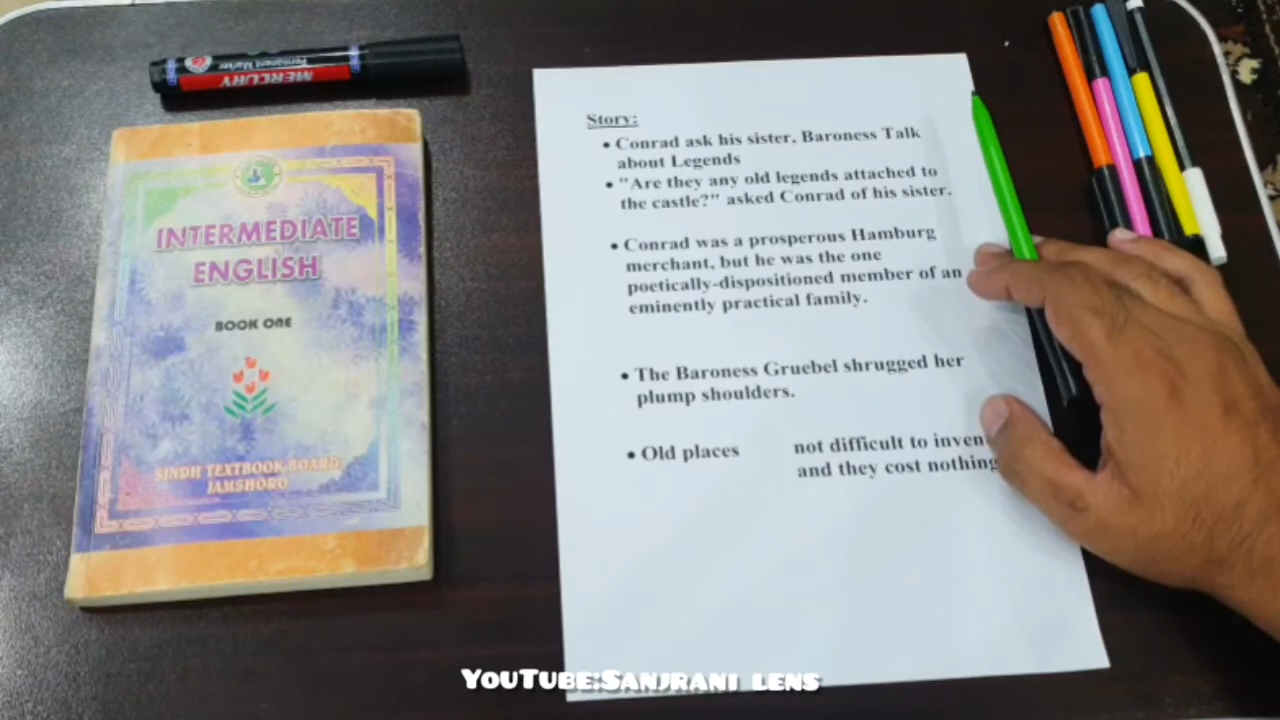 MERCURY
Permanent Marker
INTERMEDIATE
ENGLISH
BOOK ONE
SINDH TEXTBOOK BOARD
JAMSHORO
Story:
• Conrad ask his sister, Baroness Talk
about Legends
• "Are they any old legends attached to
the castle?" asked Conrad of his sister.
• Conrad was a prosperous Hamburg
merchant, but he was the one
poetically-dispositioned member of an
eminently practical family.
• The Baroness Gruebel shrugged her
plump shoulders.
• Old places not difficult to inven
and they cost nothing
YouTube:Sanjrani lens